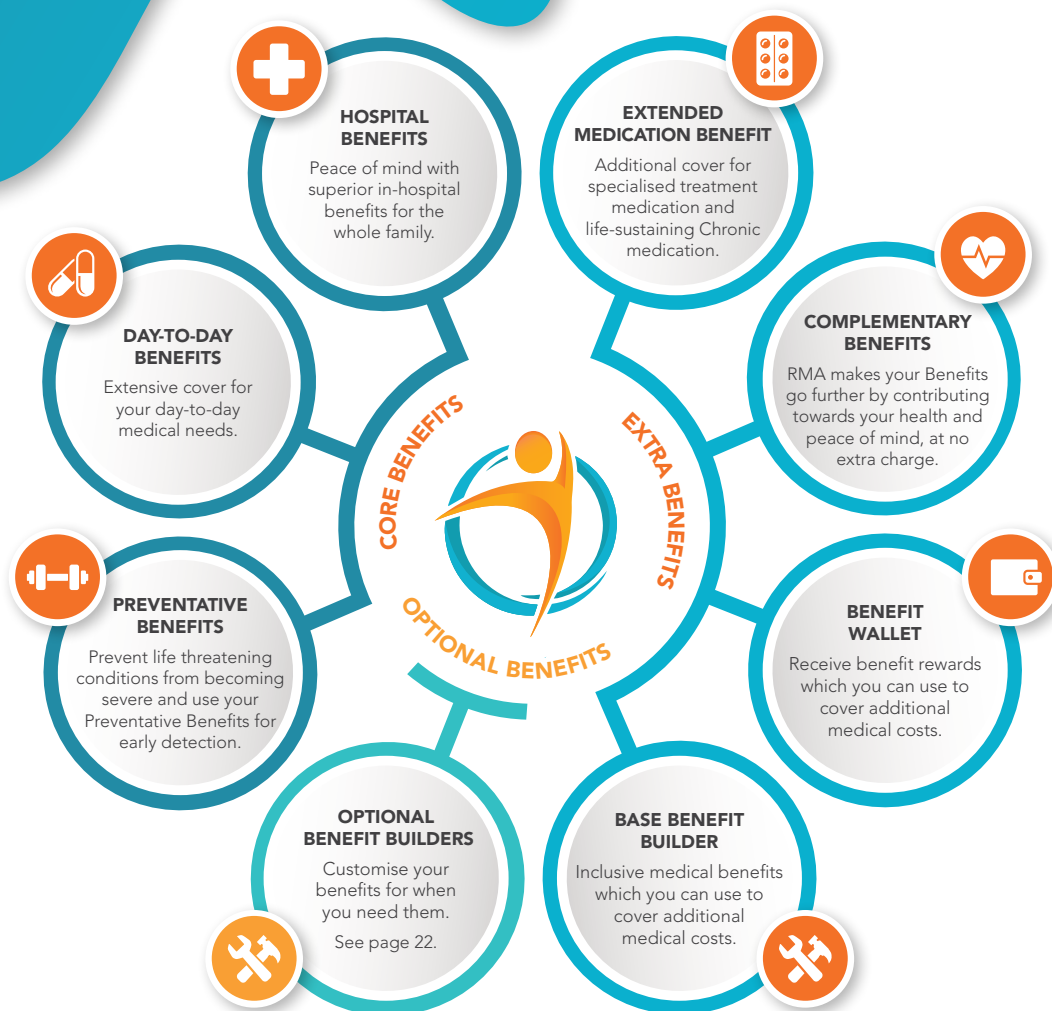 HOSPITAL
BENEFITS
Peace of mind with
superior in-hospital
benefits for the
whole family.
EXTENDED
MEDICATION BENEFIT
Additional cover for
specialised treatment
medication and
life-sustaining Chronic
medication.
DAY-TO-DAY
BENEFITS
Extensive cover for
your day-to-day
medical needs.
COMPLEMENTARY
BENEFITS
RMA makes your Benefits
go further by contributing
towards your health and
peace of mind, at no
extra charge.
CORE BENEFITS
EXTRA BENEFITS
OPTIONAL BENEFITS
PREVENTATIVE
BENEFITS
Prevent life threatening
conditions from becoming
severe and use your
Preventative Benefits for
early detection.
BENEFIT
WALLET
Receive benefit rewards
which you can use to
cover additional
medical costs.
OPTIONAL
BENEFIT BUILDERS
Customise your
benefits for when
you need them.
See page 22.
BASE BENEFIT
BUILDER
Inclusive medical benefits
which you can use to
cover additional
medical costs.